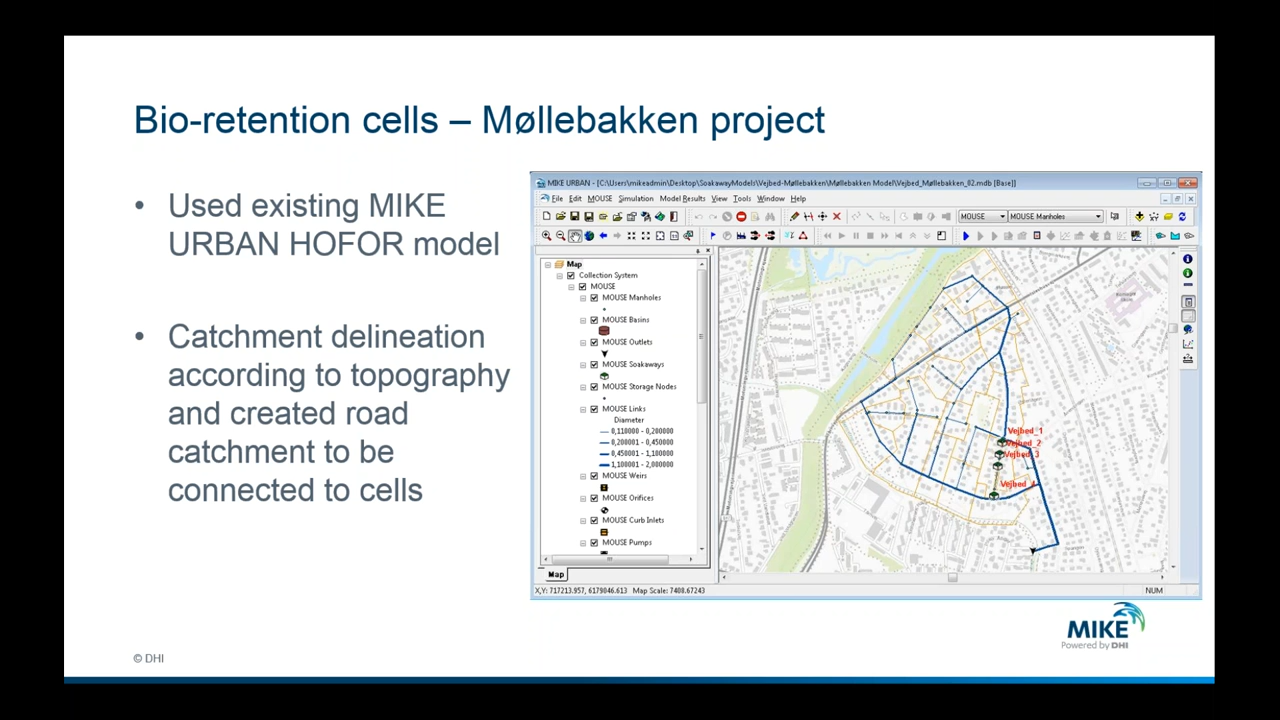 Bio-retention cells – Møllebakken project
• Used existing MIKE
URBAN HOFOR model
• Catchment delineation
according to topography
and created road
catchment to be
connected to cells
MIKE URBAN - [C:\Users\mikeadmin\Desktop\SoakawayModels\Vejbed-Møllebakken\Møllebakken Model\Vejbed_Møllebakken_02.mdb [Base]]
File Edit MOUSE Simulation Model Results View Tools Window Help
MOUSE MOUSE Manholes
Map
Collection System
MOUSE
MOUSE Manholes
MOUSE Basins
MOUSE Outlets
MOUSE Soakaways
MOUSE Storage Nodes
MOUSE Links
Diameter
0,110000 - 0,200000
0,200001 - 0,450000
0,450001 - 1,100000
1,100001 - 2,000000
MOUSE Weirs
MOUSE Orifices
MOUSE Curb Inlets
MOUSE Pumps
Map
Vejbed_1
Vejbed_2
Vejbed_3
Vejbed_4
X,Y: 717213.957, 6179046.613 Map Scale: 7408.67243
NUM
MIKE
Powered by DHI
© DHI